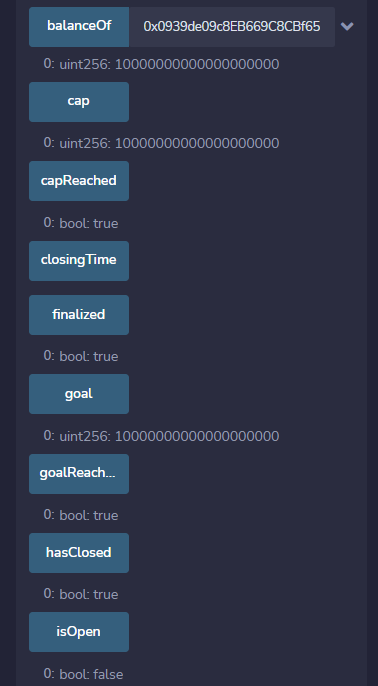 balanceOf 0x0939de09c8EB669C8CBf65
0: uint256: 10000000000000000000
cap
0: uint256: 10000000000000000000
capReached
0: bool: true
closingTime
finalized
0: bool: true
goal
0: uint256: 10000000000000000000
goalReach...
0: bool: true
hasClosed
0: bool: true
isOpen
0: bool: false